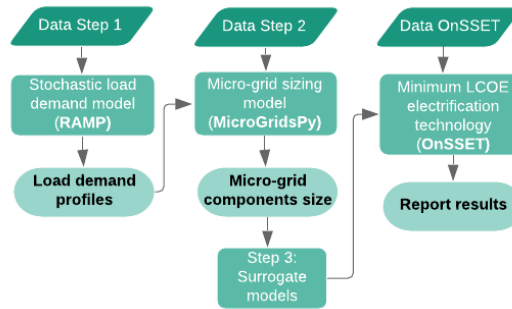 Data Step 1
Stochastic load
demand model
(RAMP)
Load demand
profiles
Data Step 2
Micro-grid sizing
model
(MicroGridsPy)
Micro-grid
components size
Step 3:
Surrogate
models
Data OnSSET
Minimum LCOE
electrification
technology
(OnSSET)
Report results